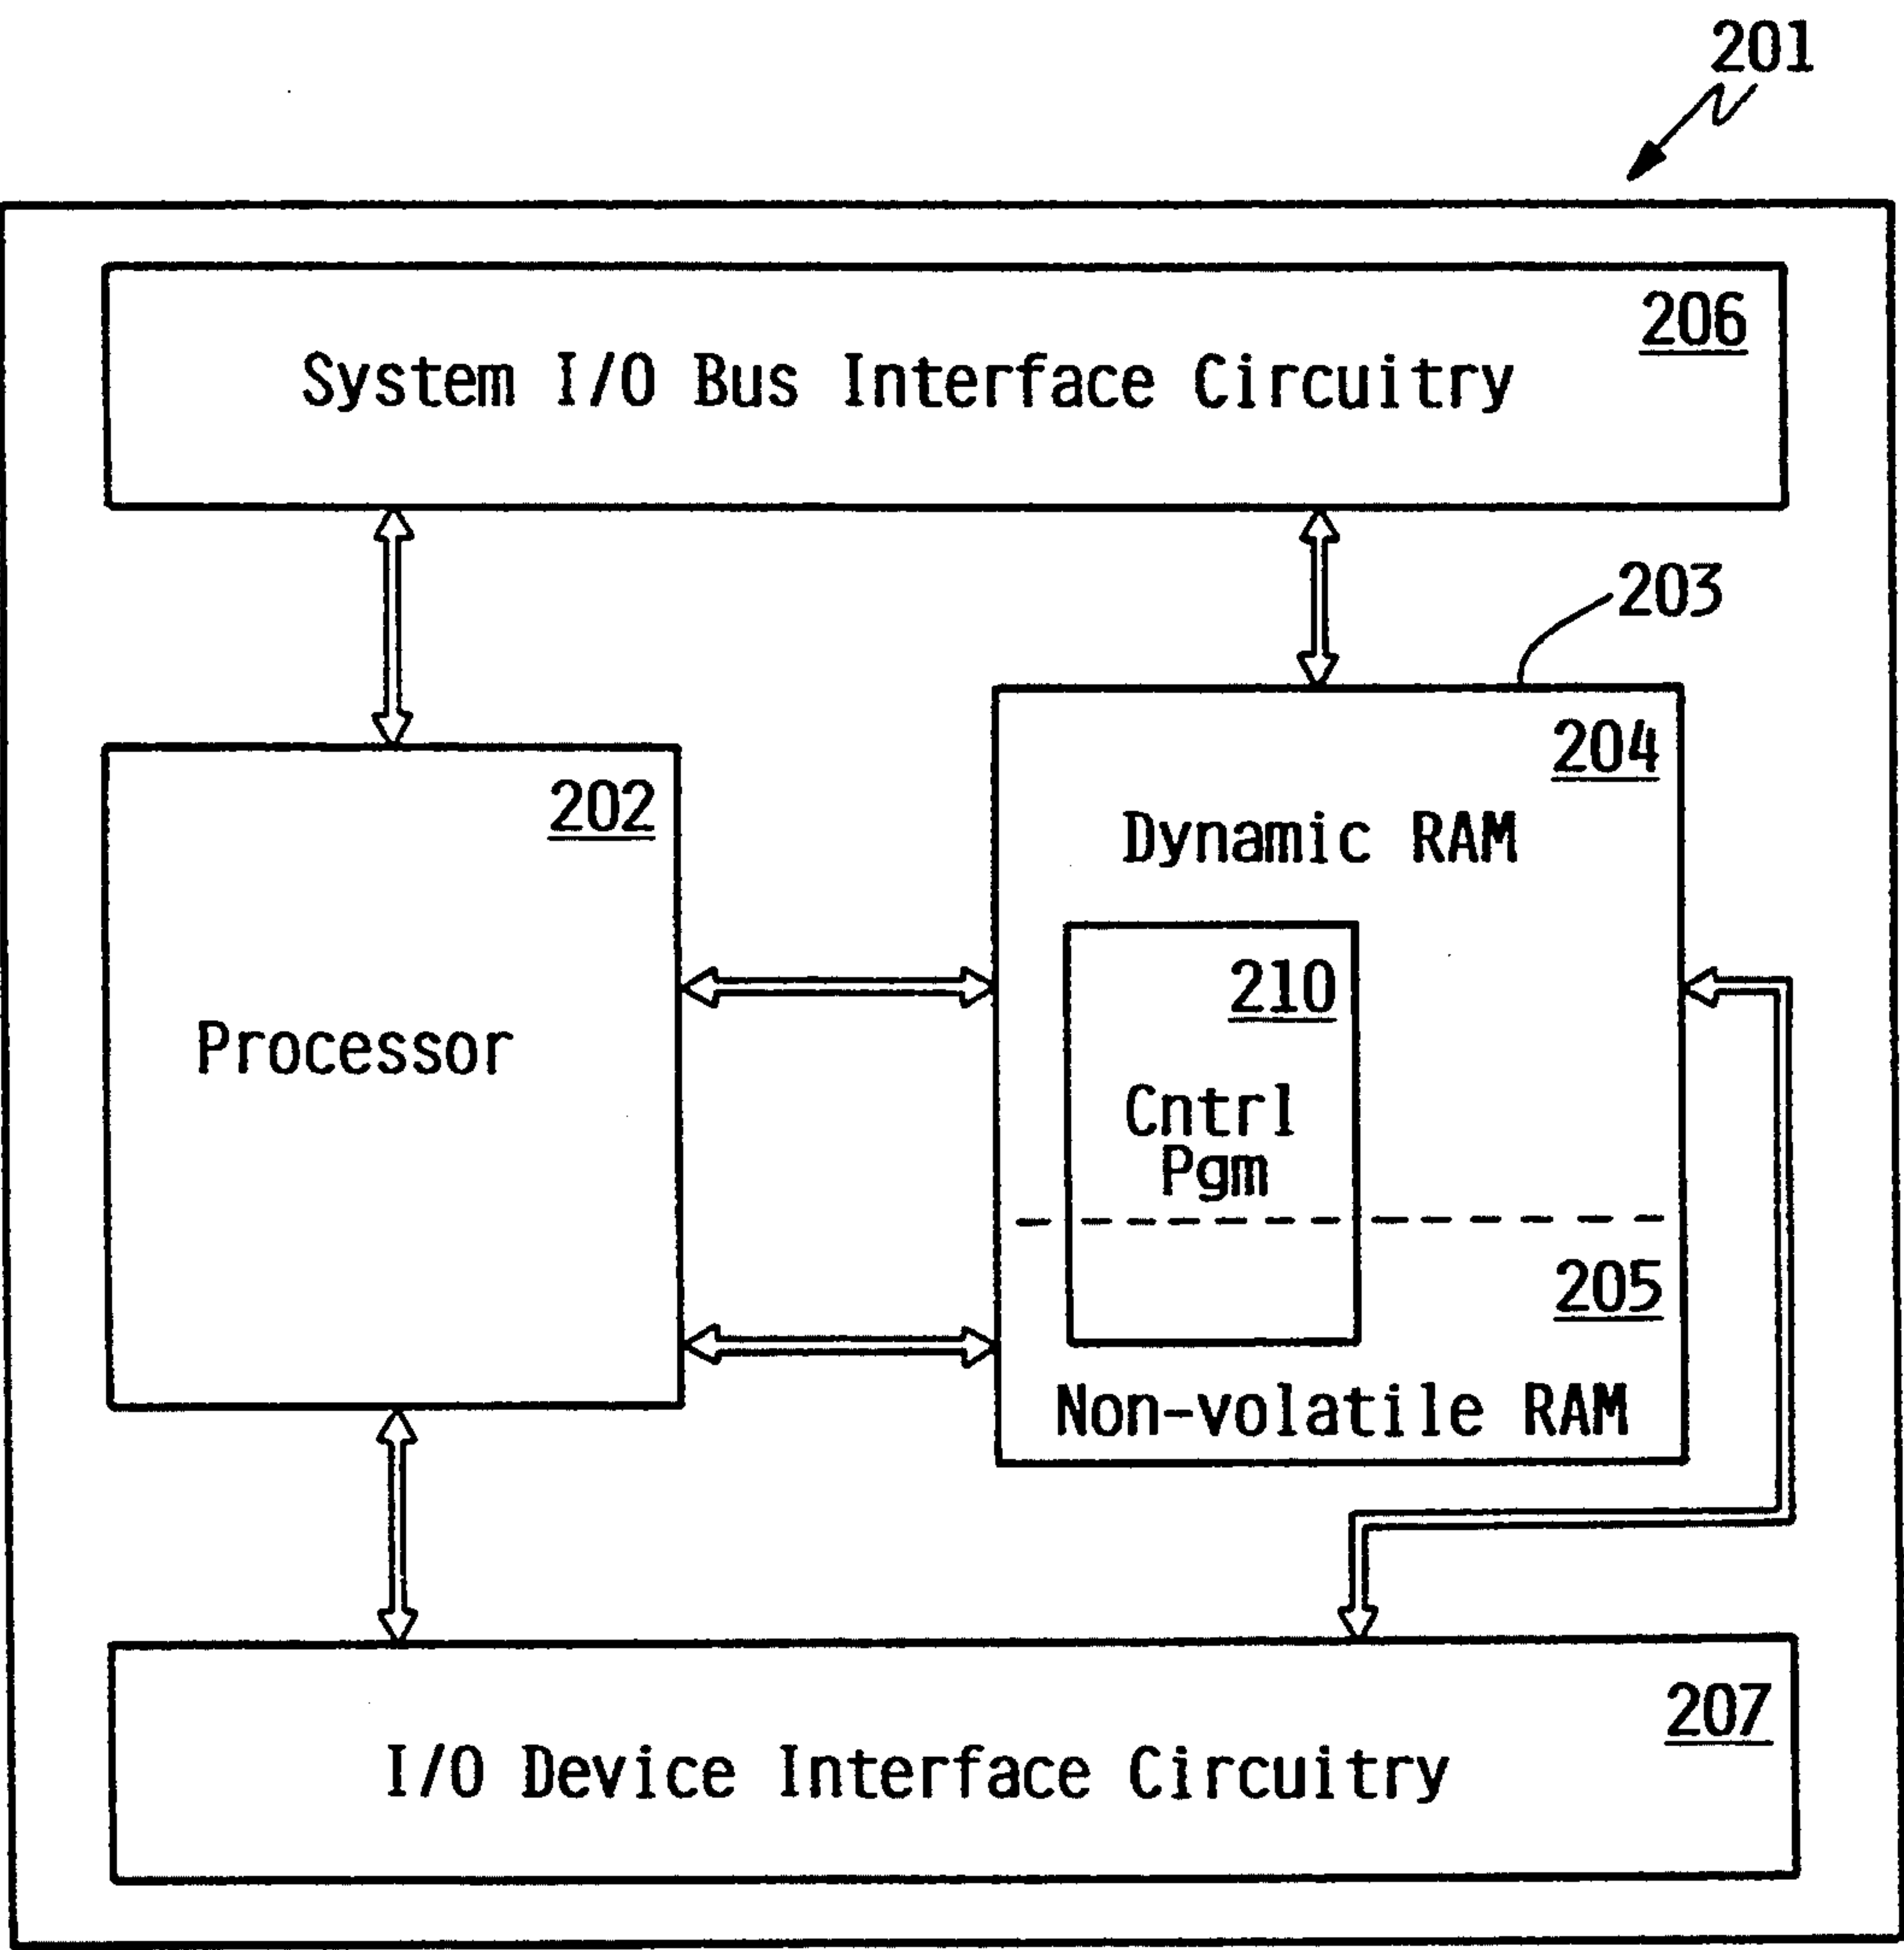 201
206
System I/O Bus Interface Circuitry
203
204
202
Dynamic RAM
210
Processor
Cntrl
Pgm
205
Non-volatile RAM
207
I/O Device Interface Circuitry